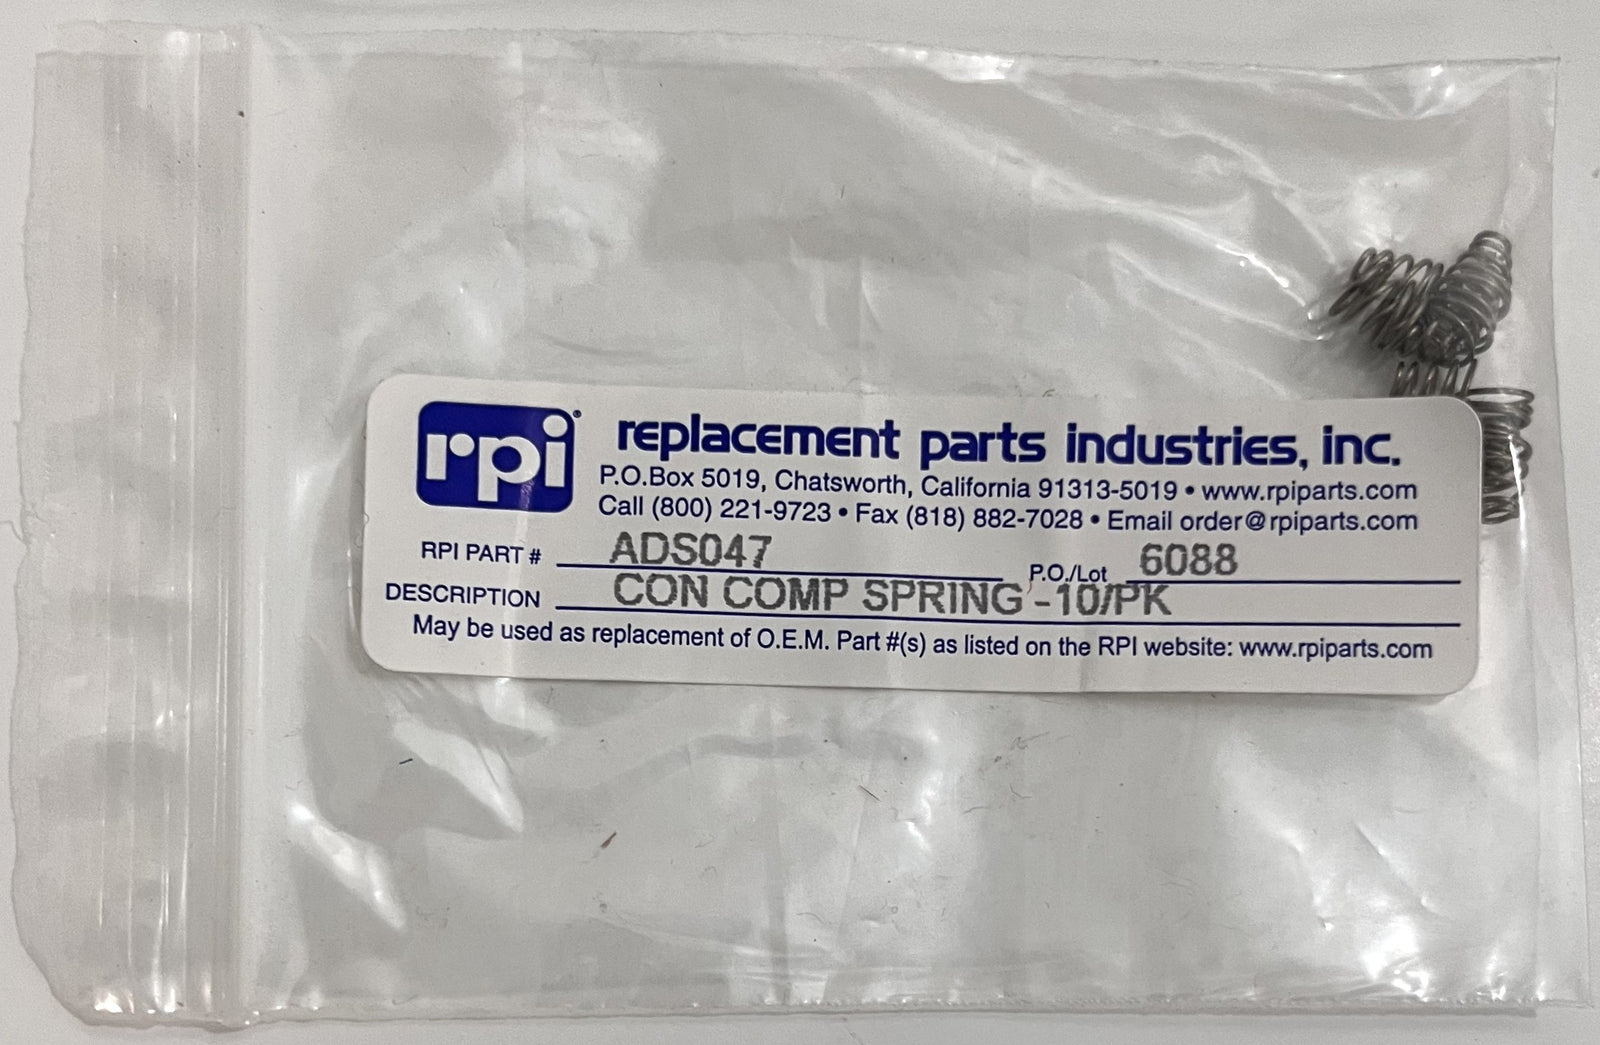 rpi®
replacement parts industries, inc.
P.O.Box 5019, Chatsworth, California 91313-5019 • www.rpiparts.com
Call (800) 221-9723 • Fax (818) 882-7028 • Email order@rpiparts.com
RPI PART # ADS047 P.O./Lot 6088
DESCRIPTION CON COMP SPRING -10/PK
May be used as replacement of O.E.M. Part #(s) as listed on the RPI website: www.rpiparts.com